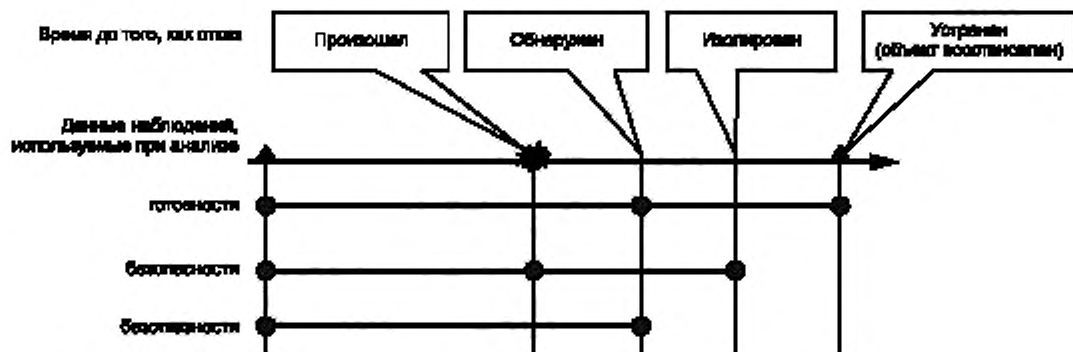 Время до того, как отказ
Произошел
Обнаружен
Изолирован
Устранен
(объект восстановлен)
Данные наблюдений,
используемые при анализе
готовности
безопасности
безопасности